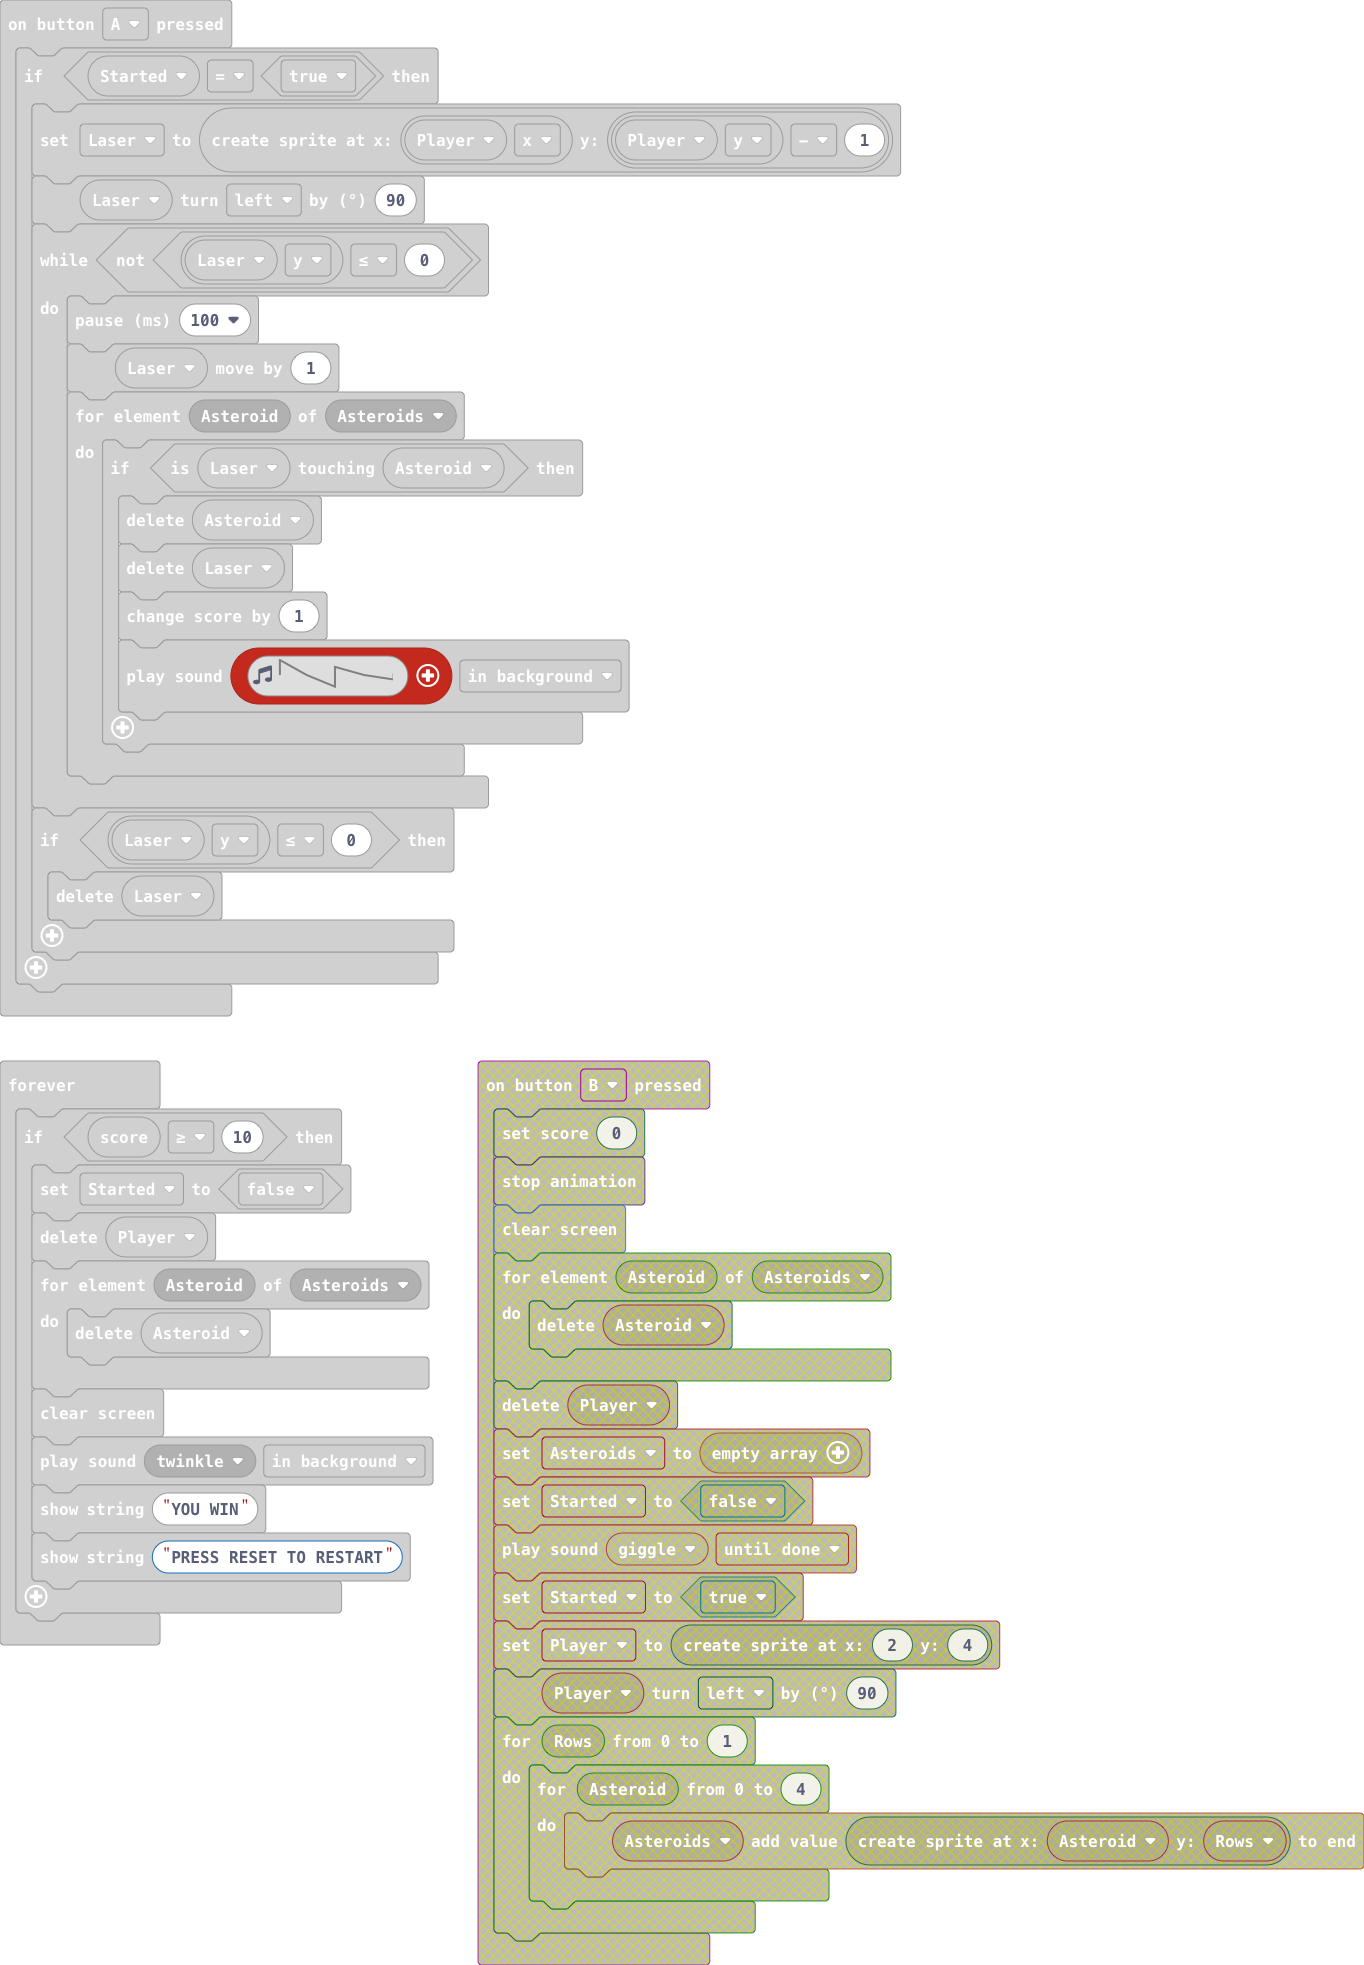 on button A pressed
if Started = true then
set Laser to create sprite at x: Player x y: Player y - 1
Laser turn left by (°) 90
while not Laser y ≤ 0
do
pause (ms) 100
Laser move by 1
for element Asteroid of Asteroids
do
if is Laser touching Asteroid then
delete Asteroid
delete Laser
change score by 1
play sound in background
if Laser y ≤ 0 then
delete Laser
forever
if score ≥ 10 then
set Started to false
delete Player
for element Asteroid of Asteroids
do
delete Asteroid
clear screen
play sound twinkle in background
show string "YOU WIN"
show string "PRESS RESET TO RESTART"
on button B pressed
set score 0
stop animation
clear screen
for element Asteroid of Asteroids
do
delete Asteroid
delete Player
set Asteroids to empty array
set Started to false
play sound giggle until done
set Started to true
set Player to create sprite at x: 2 y: 4
Player turn left by (°) 90
for Rows from 0 to 1
do
for Asteroid from 0 to 4
do
Asteroids add value create sprite at x: Asteroid y: Rows to end